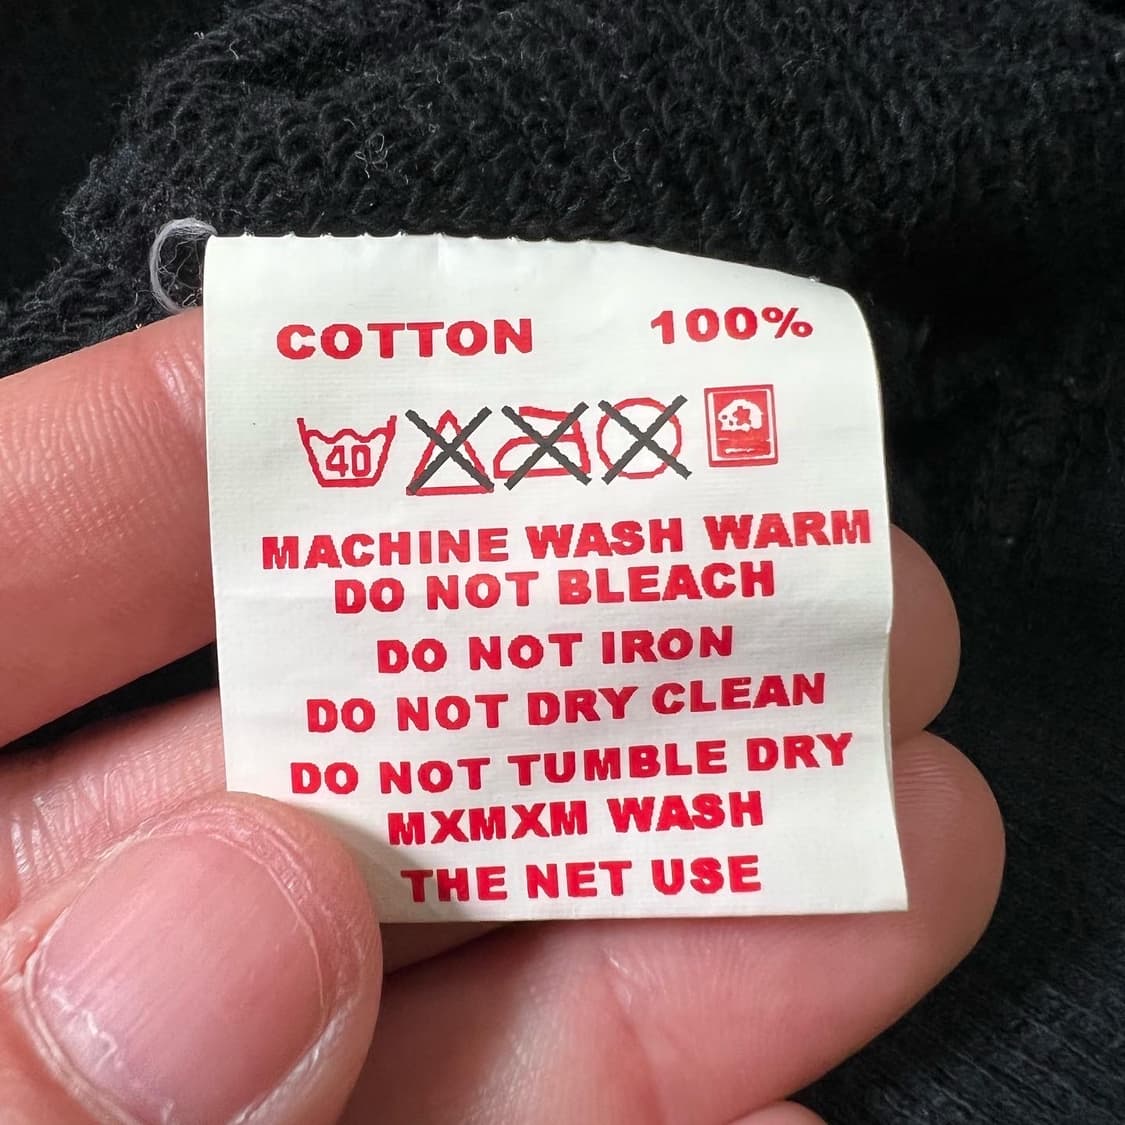 COTTON 100%
40
MACHINE WASH WARM
DO NOT BLEACH
DO NOT IRON
DO NOT DRY CLEAN
DO NOT TUMBLE DRY
MXMXM WASH
THE NET USE